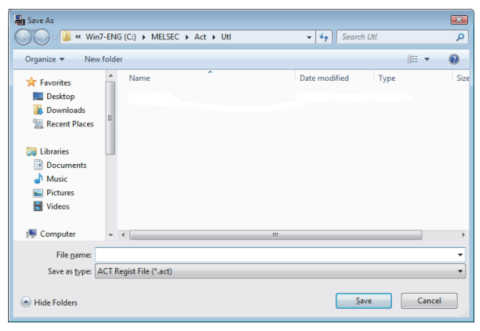 Save As
« Win7-ENG (C:) ▸ MELSEC ▸ Act ▸ Utl
Search Utl
Organize ▾ New folder
Name Date modified Type Size
Favorites
Desktop
Downloads
Recent Places
Libraries
Documents
Music
Pictures
Videos
Computer
File name:
Save as type: ACT Regist File (*.act)
Hide Folders Save Cancel